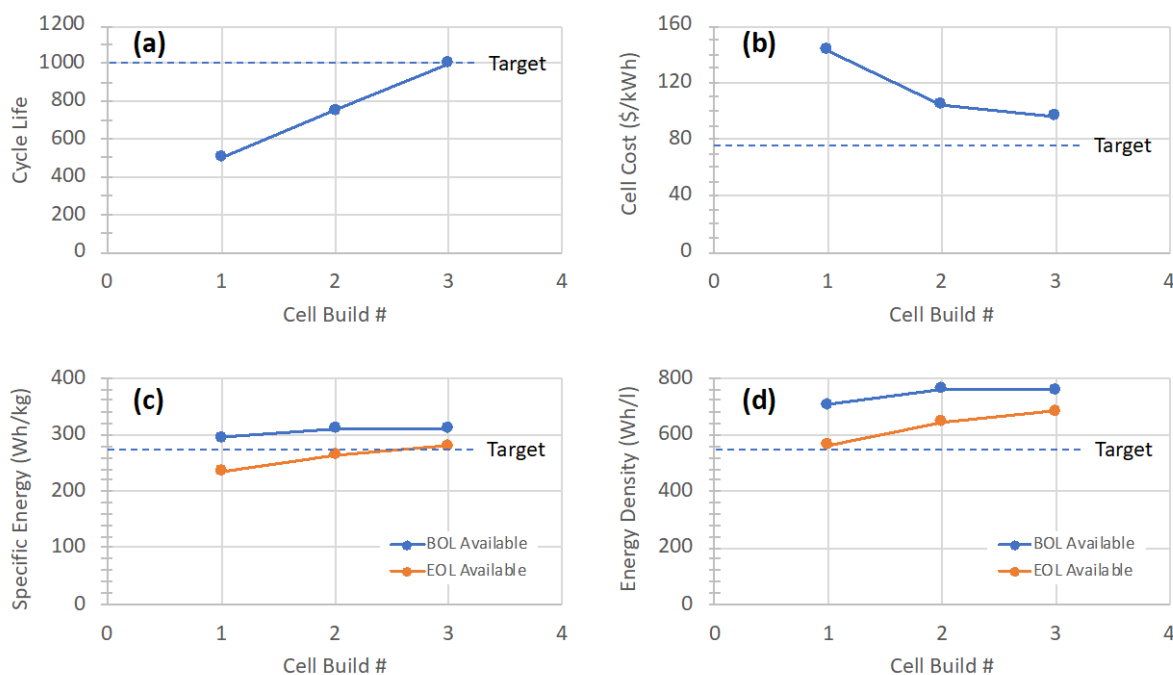 (a)
Cycle Life
1200
1000
800
600
400
200
0
Target
0 1 2 3 4
Cell Build #
(b)
Cell Cost ($/kWh)
160
120
80
40
0
Target
0 1 2 3 4
Cell Build #
(c)
Specific Energy (Wh/kg)
400
300
200
100
0
Target
BOL Available
EOL Available
0 1 2 3 4
Cell Build #
(d)
Energy Density (Wh/l)
800
600
400
200
0
Target
BOL Available
EOL Available
0 1 2 3 4
Cell Build #